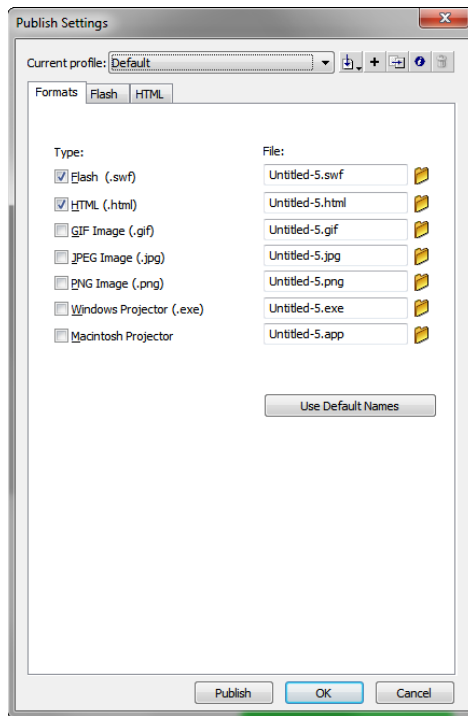 Publish Settings
Current profile: Default
Formats Flash HTML
Type: File:
Flash (.swf) Untitled-5.swf
HTML (.html) Untitled-5.html
GIF Image (.gif) Untitled-5.gif
JPEG Image (.jpg) Untitled-5.jpg
PNG Image (.png) Untitled-5.png
Windows Projector (.exe) Untitled-5.exe
Macintosh Projector Untitled-5.app
Use Default Names
Publish OK Cancel